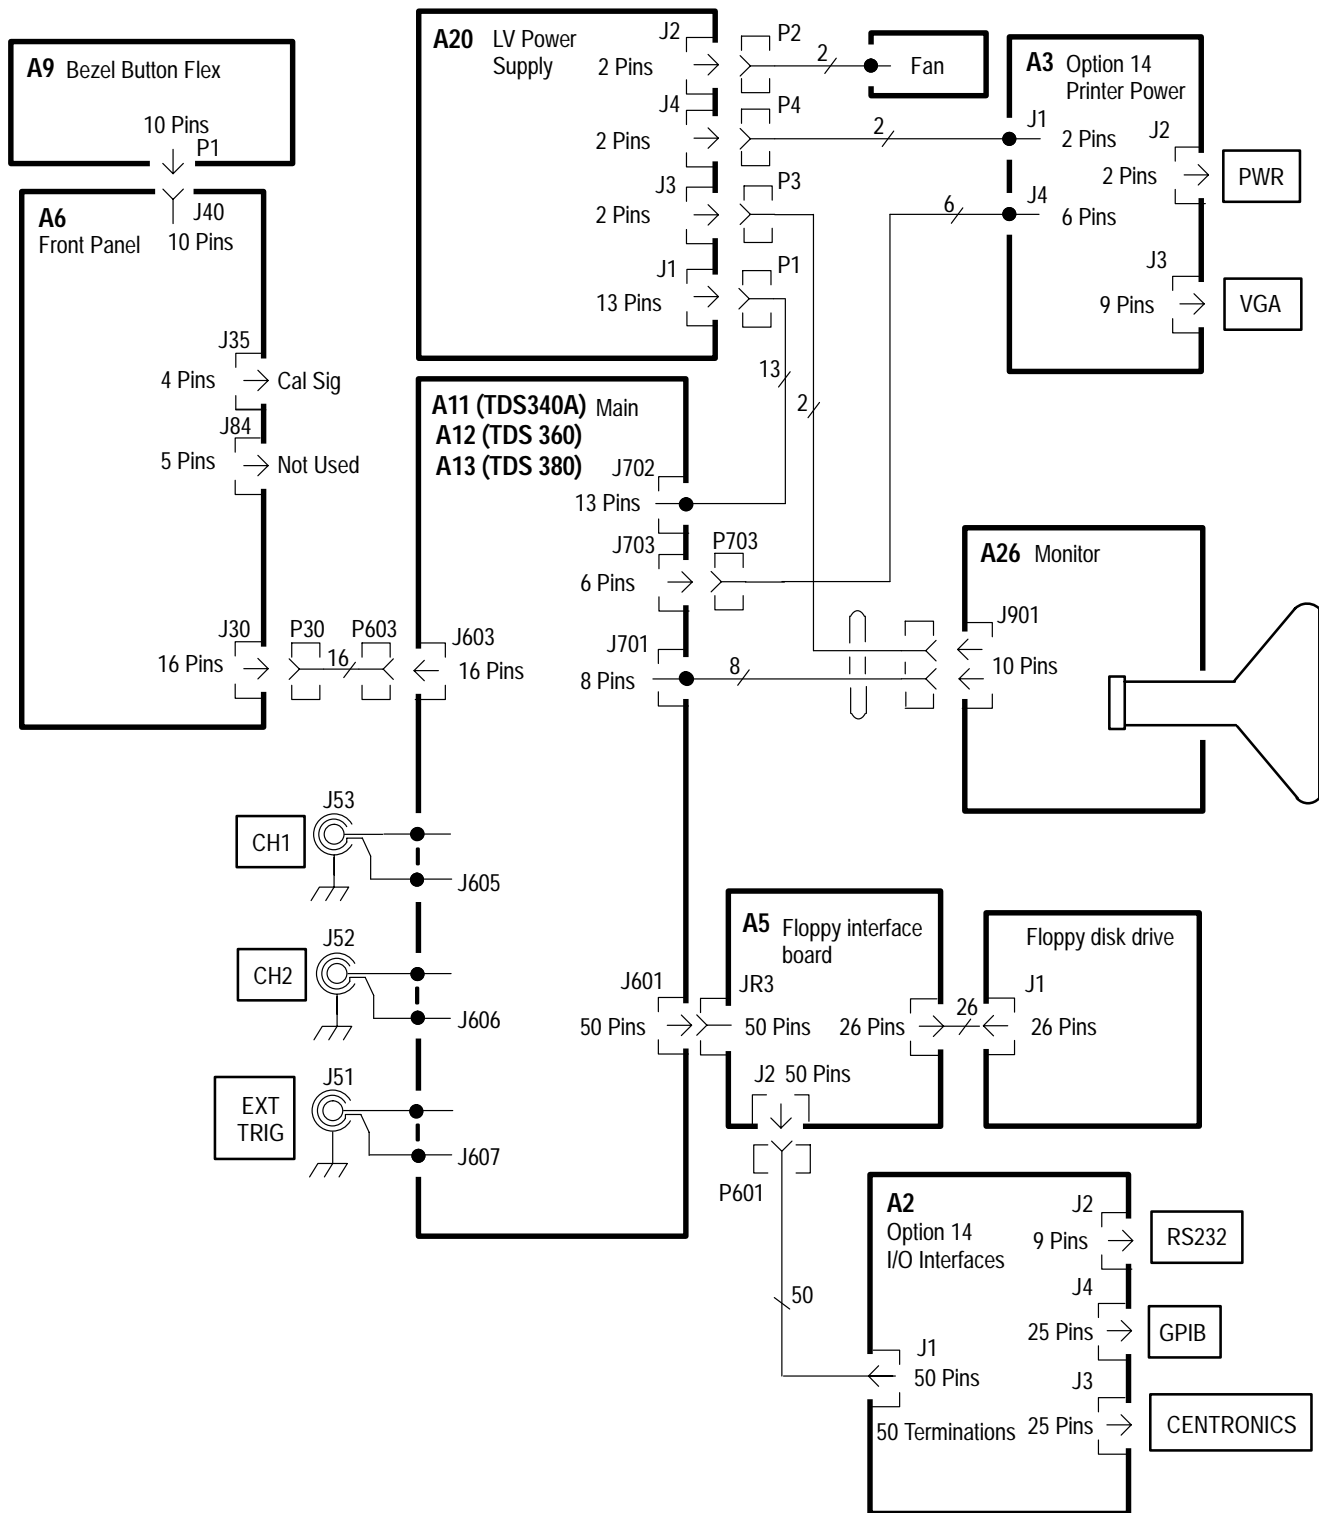 A9 Bezel Button Flex
10 Pins
P1
A6
Front Panel
J40
10 Pins
J35
4 Pins
Cal Sig
J84
5 Pins
Not Used
J30
16 Pins
P30
16
P603
A20 LV Power
Supply
J2
2 Pins
P2
2
Fan
J4
2 Pins
P4
2
J3
2 Pins
P3
J1
13 Pins
P1
13
2
6
A3 Option 14
Printer Power
J1
2 Pins
J2
2 Pins
PWR
J4
6 Pins
J3
9 Pins
VGA
A11 (TDS340A) Main
A12 (TDS 360)
A13 (TDS 380)
J702
13 Pins
J703
6 Pins
P703
J603
16 Pins
J701
8 Pins
8
A26 Monitor
J901
10 Pins
CH1
J53
J605
CH2
J52
J606
EXT
TRIG
J51
J607
J601
50 Pins
A5 Floppy interface
board
JR3
50 Pins
26 Pins
26
J2 50 Pins
P601
50
Floppy disk drive
J1
26 Pins
A2
Option 14
I/O Interfaces
J2
9 Pins
RS232
J4
25 Pins
GPIB
J1
50 Pins
50 Terminations
J3
25 Pins
CENTRONICS